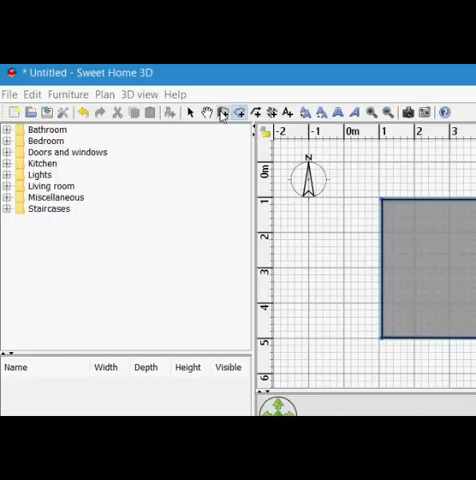 * Untitled - Sweet Home 3D
File Edit Furniture Plan 3D view Help
-2 -1 0m 1 2 3
Bathroom
Bedroom
Doors and windows
Kitchen
Lights
Living room
Miscellaneous
Staircases
N
0m
1
2
3
4
5
6
Name Width Depth Height Visible